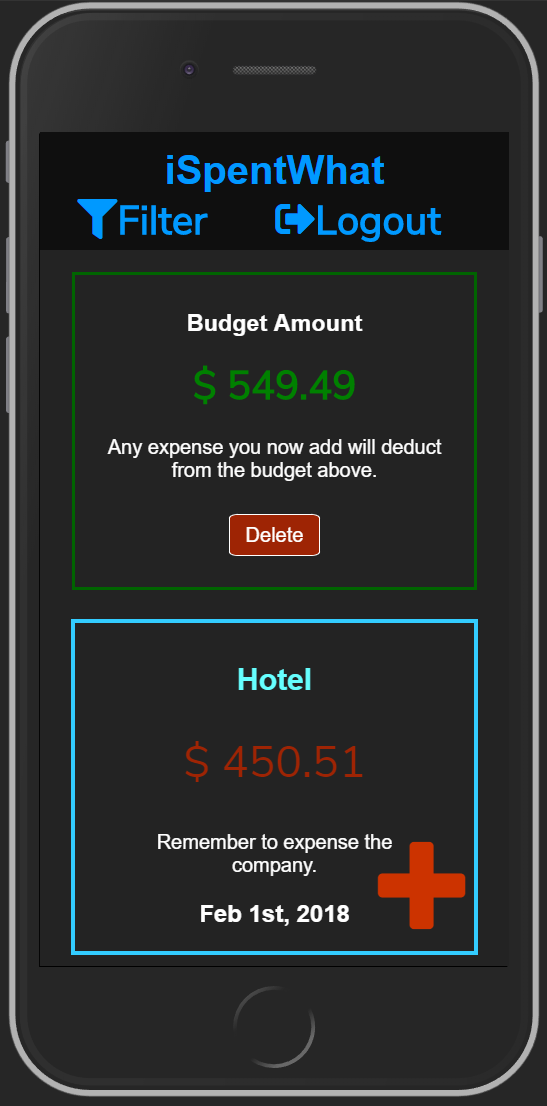 iSpentWhat
Filter Logout
Budget Amount
$ 549.49
Any expense you now add will deduct
from the budget above.
Delete
Hotel
$ 450.51
Remember to expense the
company.
Feb 1st, 2018